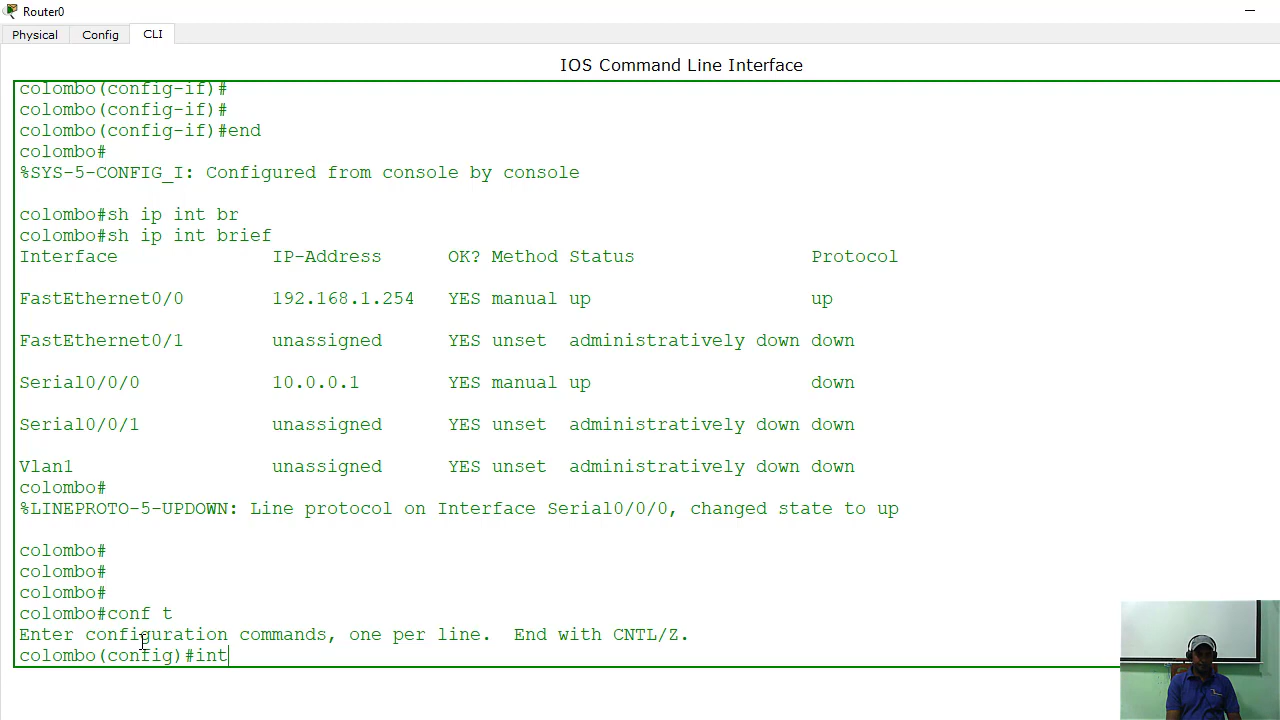 Router0
Physical Config CLI
IOS Command Line Interface
colombo(config-if)#
colombo(config-if)#
colombo(config-if)#end
colombo#
%SYS-5-CONFIG_I: Configured from console by console
colombo#sh ip int br
colombo#sh ip int brief
Interface IP-Address OK? Method Status Protocol
FastEthernet0/0 192.168.1.254 YES manual up up
FastEthernet0/1 unassigned YES unset administratively down down
Serial0/0/0 10.0.0.1 YES manual up down
Serial0/0/1 unassigned YES unset administratively down down
Vlan1 unassigned YES unset administratively down down
colombo#
%LINEPROTO-5-UPDOWN: Line protocol on Interface Serial0/0/0, changed state to up
colombo#
colombo#
colombo#
colombo#conf t
Enter configuration commands, one per line. End with CNTL/Z.
colombo(config)#int